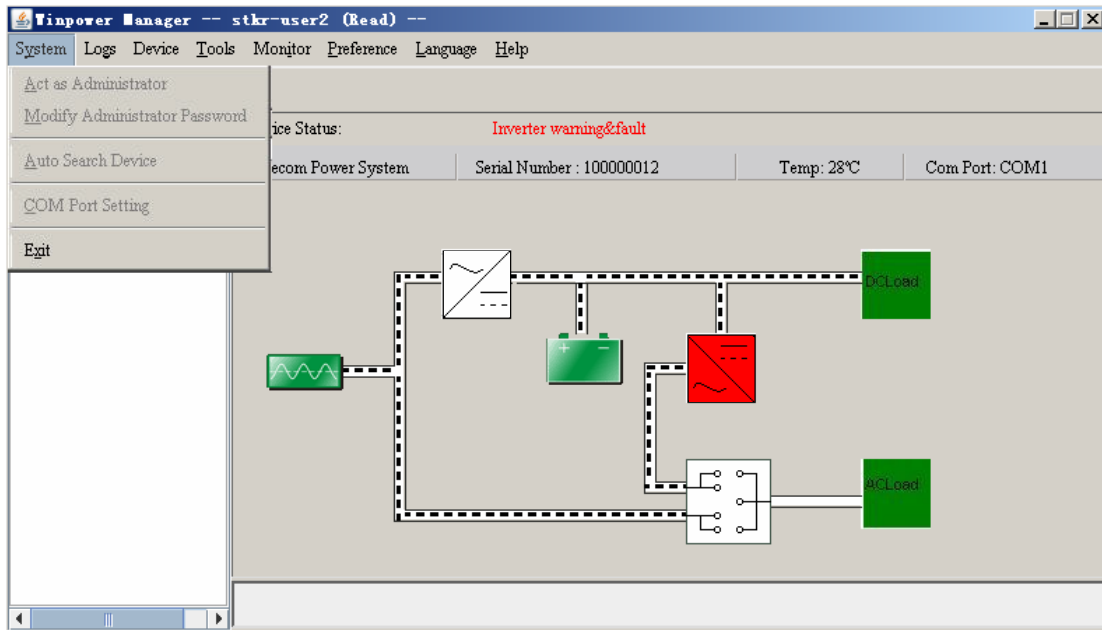 Winpower Manager -- stkr-user2 (Read) --
System Logs Device Tools Monitor Preference Language Help
Act as Administrator
Modify Administrator Password
Auto Search Device
COM Port Setting
Exit
ice Status: Inverter warning&fault
ecom Power System Serial Number : 100000012 Temp: 28℃ Com Port: COM1
DCLoad
ACLoad